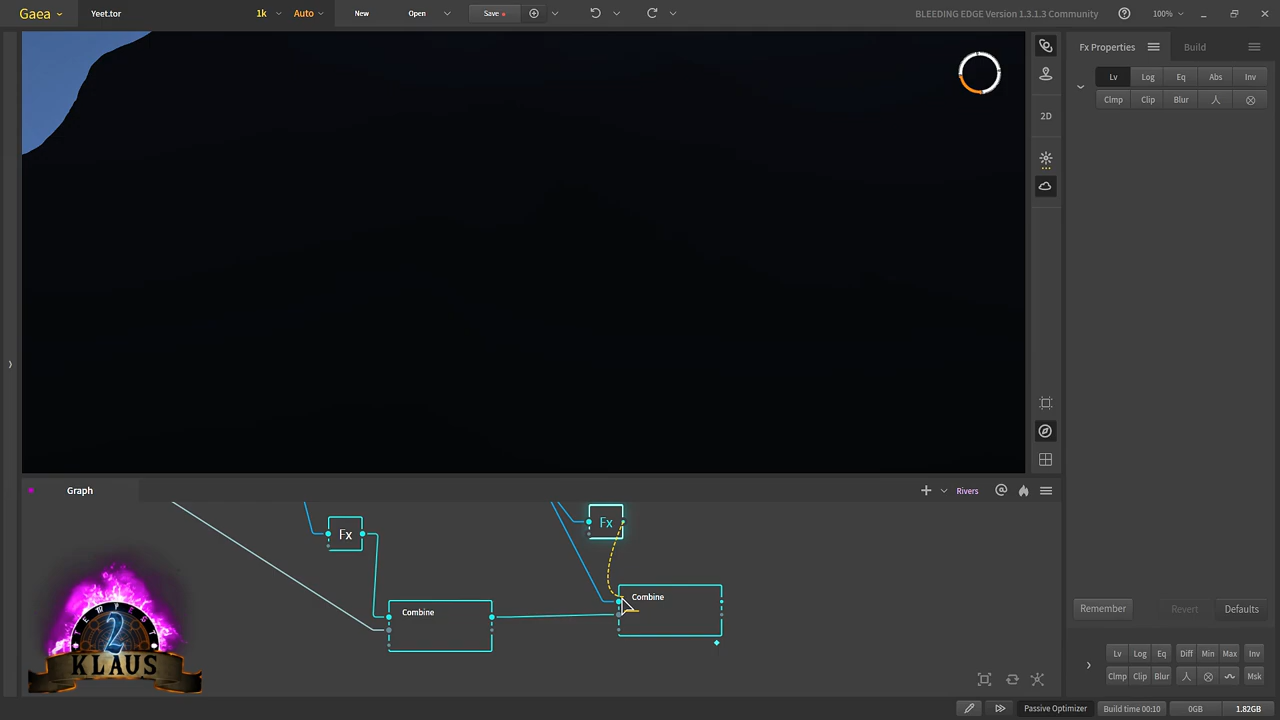 Gaea
Yeet.tor
1k
Auto
New
Open
Save
BLEEDING EDGE Version 1.3.1.3 Community
100%
Fx Properties
Build
Lv Log Eq Abs Inv
Clmp Clip Blur
2D
Graph
Rivers
Fx
Fx
Combine
Combine
TEMPEST
2
KLAUS
Remember Revert Defaults
Lv Log Eq Diff Min Max Inv
Clmp Clip Blur Msk
Passive Optimizer Build time 00:10 0GB 1.82GB